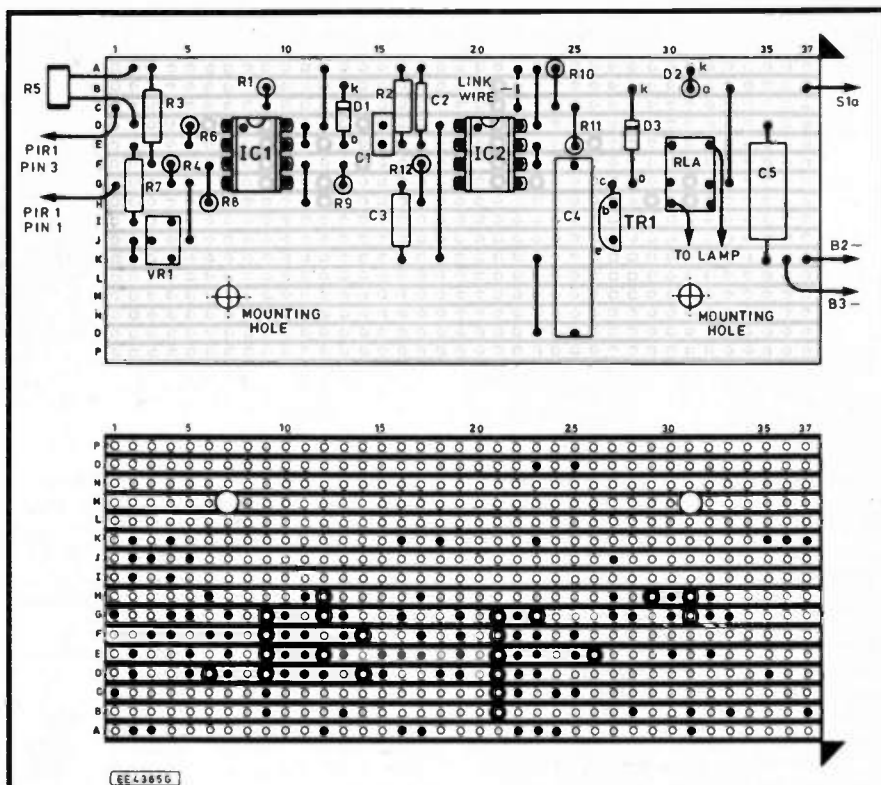 1 5 10 15 20 25 30 35 37
A
B
C
D
E
F
G
H
I
J
K
L
M
N
O
P
R5
R3
R1
R6
R4
R7
R8
VR1
IC1
D1
k
a
R2
C2
C1
R12
R9
C3
LINK
WIRE
IC2
R10
R11
C4
D3
k
a
c
b
e
TR1
D2
k
a
RLA
C5
PIR1
PIN 3
PIR 1
PIN 1
S1a
TO LAMP
B2-
B3-
MOUNTING
HOLE
MOUNTING
HOLE
1 5 10 15 20 25 30 35 37
P
O
N
M
L
K
J
I
H
G
F
E
D
C
B
A
EE4385G